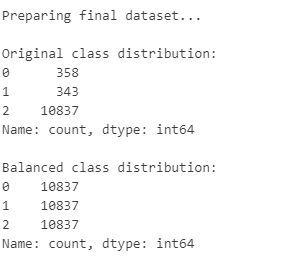 Preparing final dataset...
Original class distribution:
0      358
1      343
2    10837
Name: count, dtype: int64
Balanced class distribution:
0    10837
1    10837
2    10837
Name: count, dtype: int64